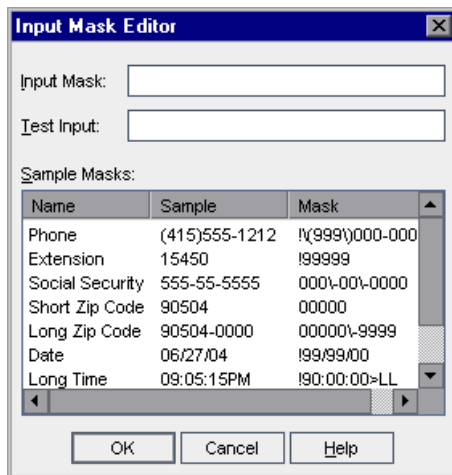 Input Mask Editor
Input Mask:
Test Input:
Sample Masks:
Name Sample Mask
Phone (415)555-1212 !\(999\)000-000
Extension 15450 !99999
Social Security 555-55-5555 000\-00\-0000
Short Zip Code 90504 00000
Long Zip Code 90504-0000 00000\-9999
Date 06/27/04 !99/99/00
Long Time 09:05:15PM !90:00:00>LL
OK Cancel Help